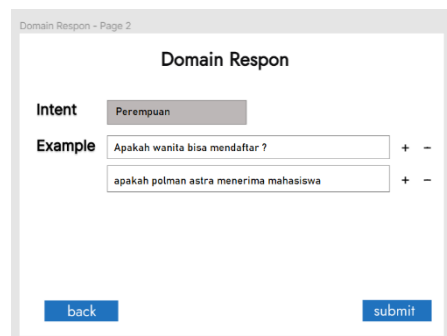 Domain Respon - Page 2
Domain Respon
Intent
Perempuan
Example
Apakah wanita bisa mendaftar ?
+ −
apakah polman astra menerima mahasiswa
+ −
back
submit